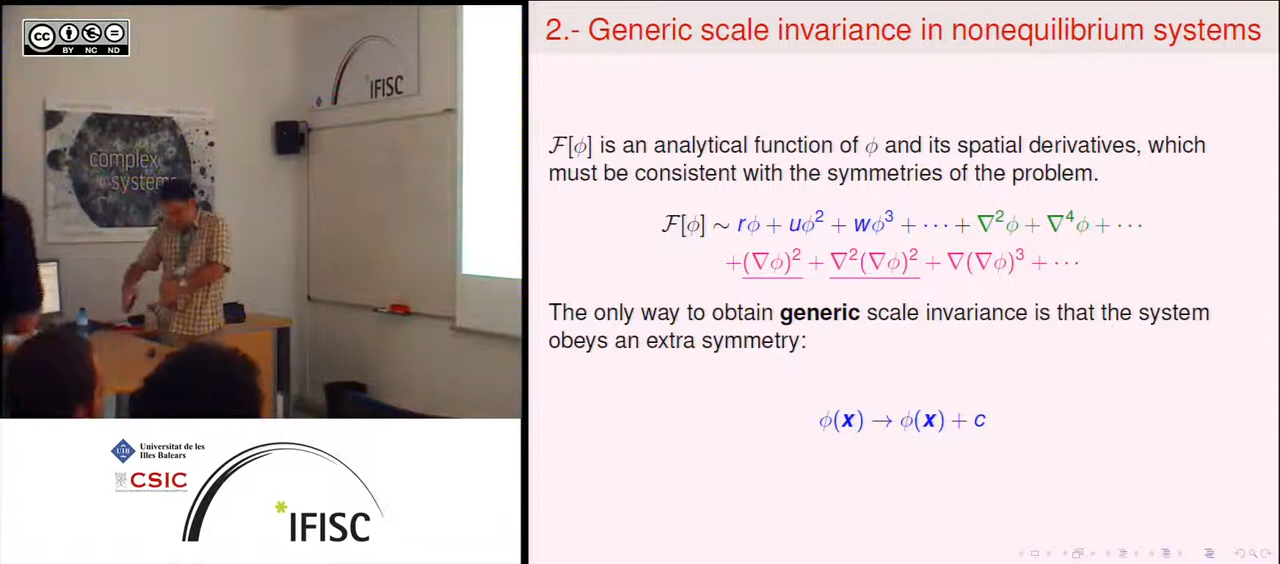 cc
BY NC ND
*IFISC
complex
systems
Universitat de les
Illes Balears
UIB
CSIC
*IFISC
2.- Generic scale invariance in nonequilibrium systems
𝓕[ϕ] is an analytical function of ϕ and its spatial derivatives, which
must be consistent with the symmetries of the problem.
𝓕[ϕ] ∼ rϕ + uϕ² + wϕ³ + ⋯ + ∇²ϕ + ∇⁴ϕ + ⋯
+(∇ϕ)² + ∇²(∇ϕ)² + ∇(∇ϕ)³ + ⋯
The only way to obtain generic scale invariance is that the system
obeys an extra symmetry:
ϕ(x) → ϕ(x) + c